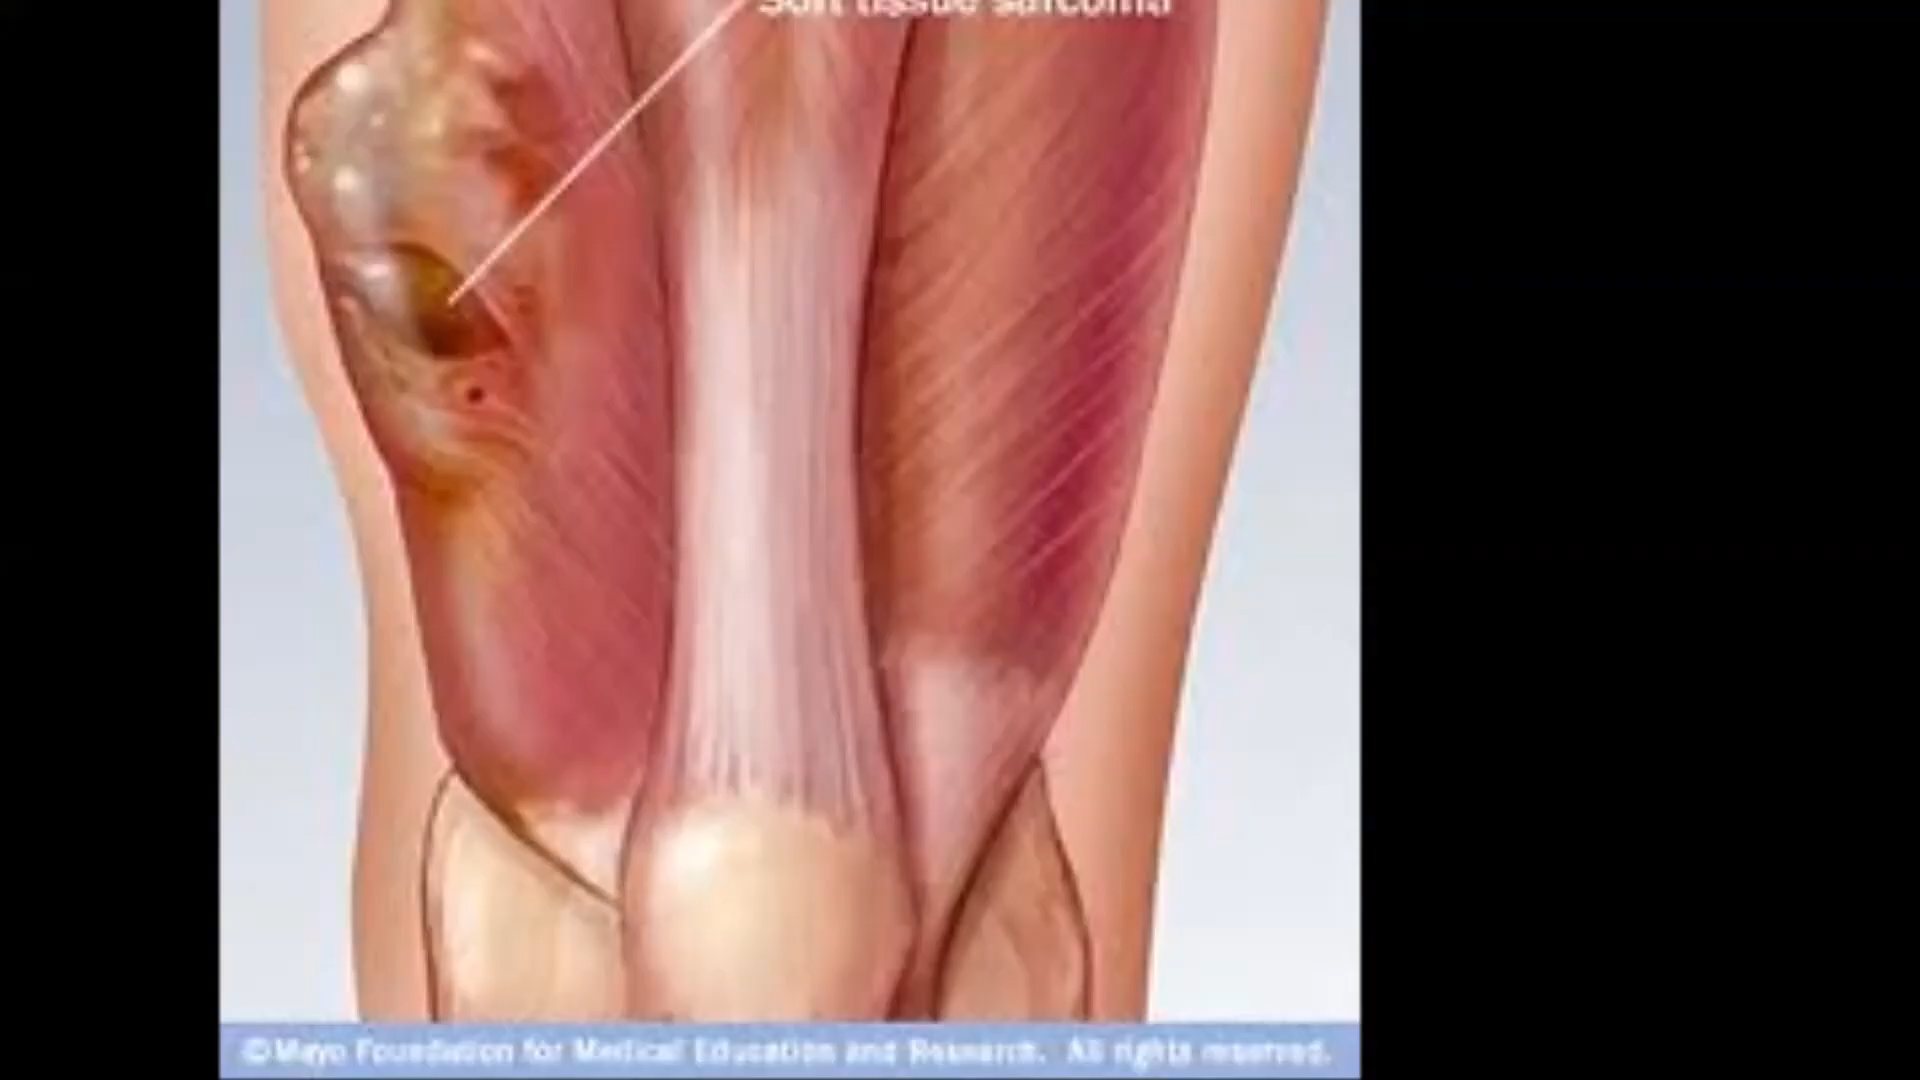 Soft tissue sarcoma
©Mayo Foundation for Medical Education and Research. All rights reserved.